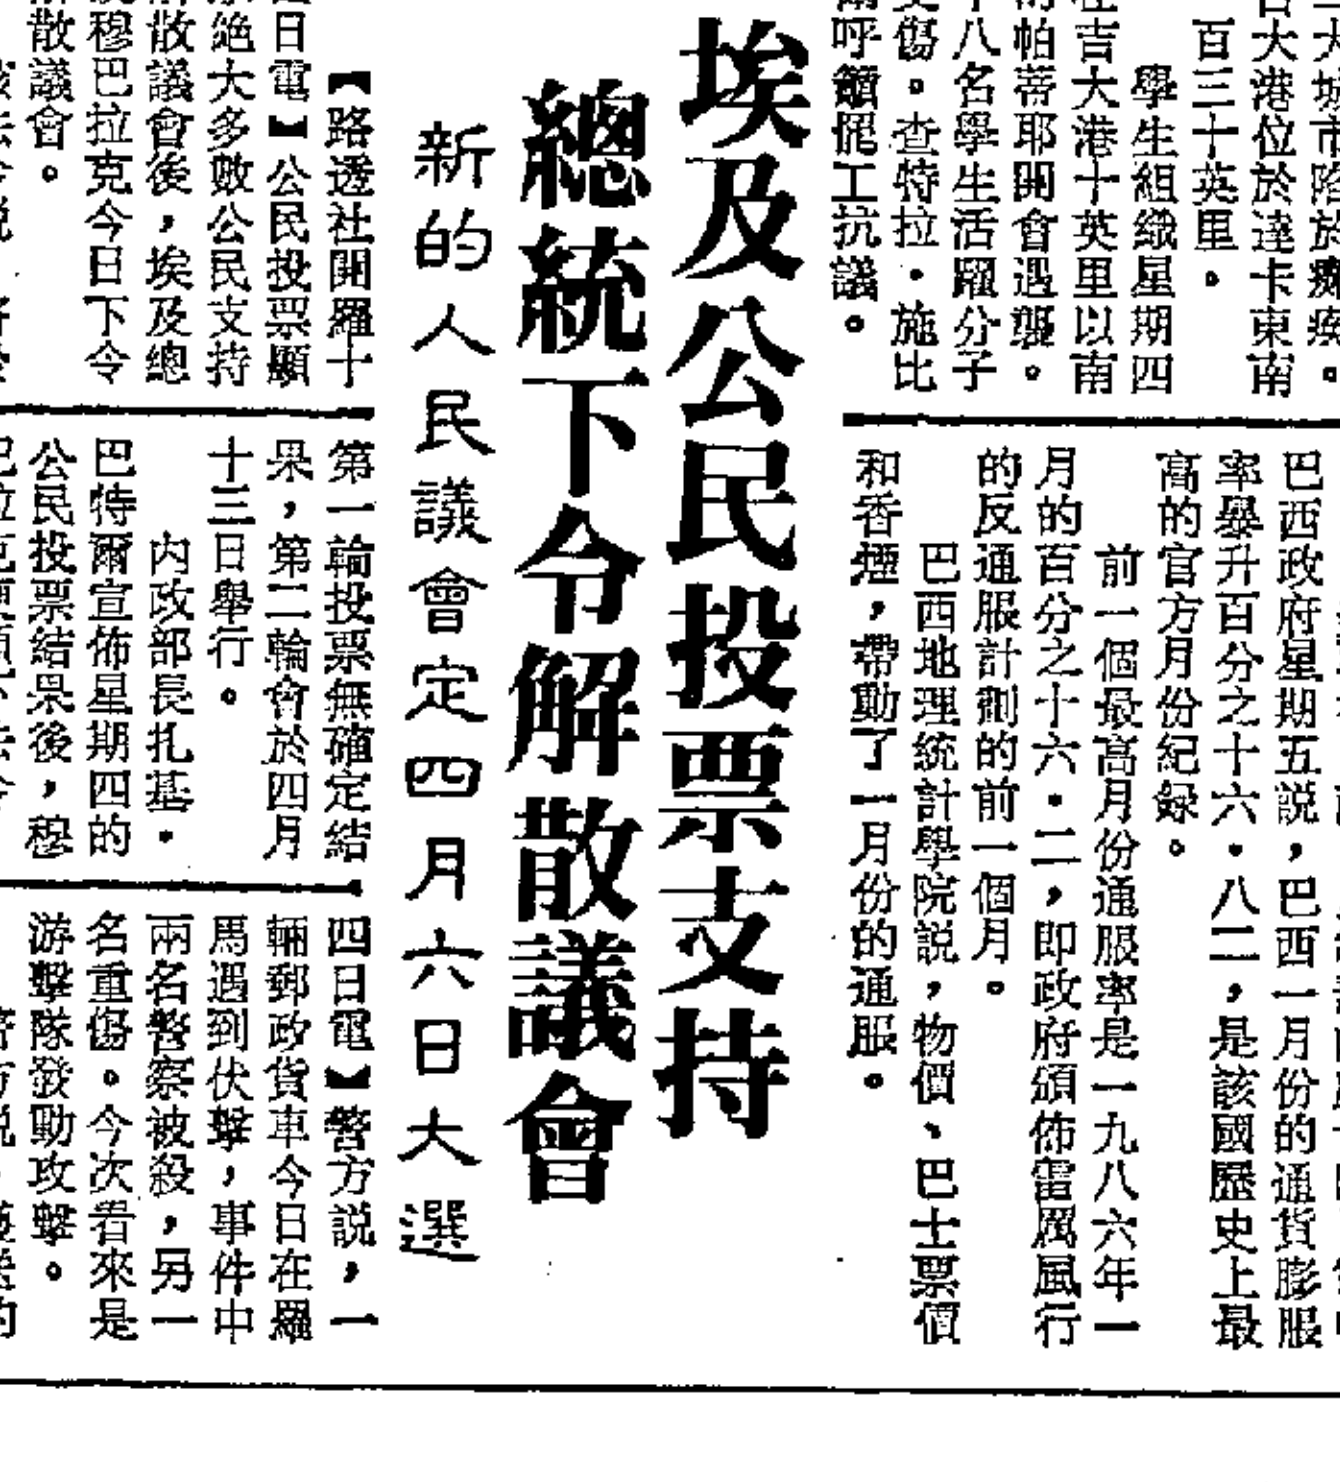 百三十英里。
學生組織星期四
在吉大港十英里以南
的帕蒂耶開會遇襲。
十八名學生活躍分子
受傷。查特拉·施比
爾呼籲罷工抗議。
巴西政府星期五説，巴西一月份的通貨膨脹
率攀升百分之十六·八二，是該國歷史上最
高的官方月份紀録。
前一個最高月份通脹率是一九八六年一
月的百分之十六·二，即政府頒佈雷厲風行
的反通脹計劃的前一個月。
巴西地理統計學院説，物價、巴士票價
和香煙，帶動了一月份的通脹。
埃及公民投票支持
總統下令解散議會
新的人民議會定四月六日大選
【路透社開羅十
日電】公民投票顯
絶大多數公民支持
散議會後，埃及總
穆巴拉克今日下令
散議會。
第一輪投票無確定結
果，第二輪會於四月
十三日舉行。
内政部長扎基·
巴特爾宣佈星期四的
公民投票結果後，穆
四日電】警方説，一
輛郵政貨車今日在羅
馬遇到伏擊，事件中
兩名警察被殺，另一
名重傷。今次看來是
游擊隊發動攻擊。